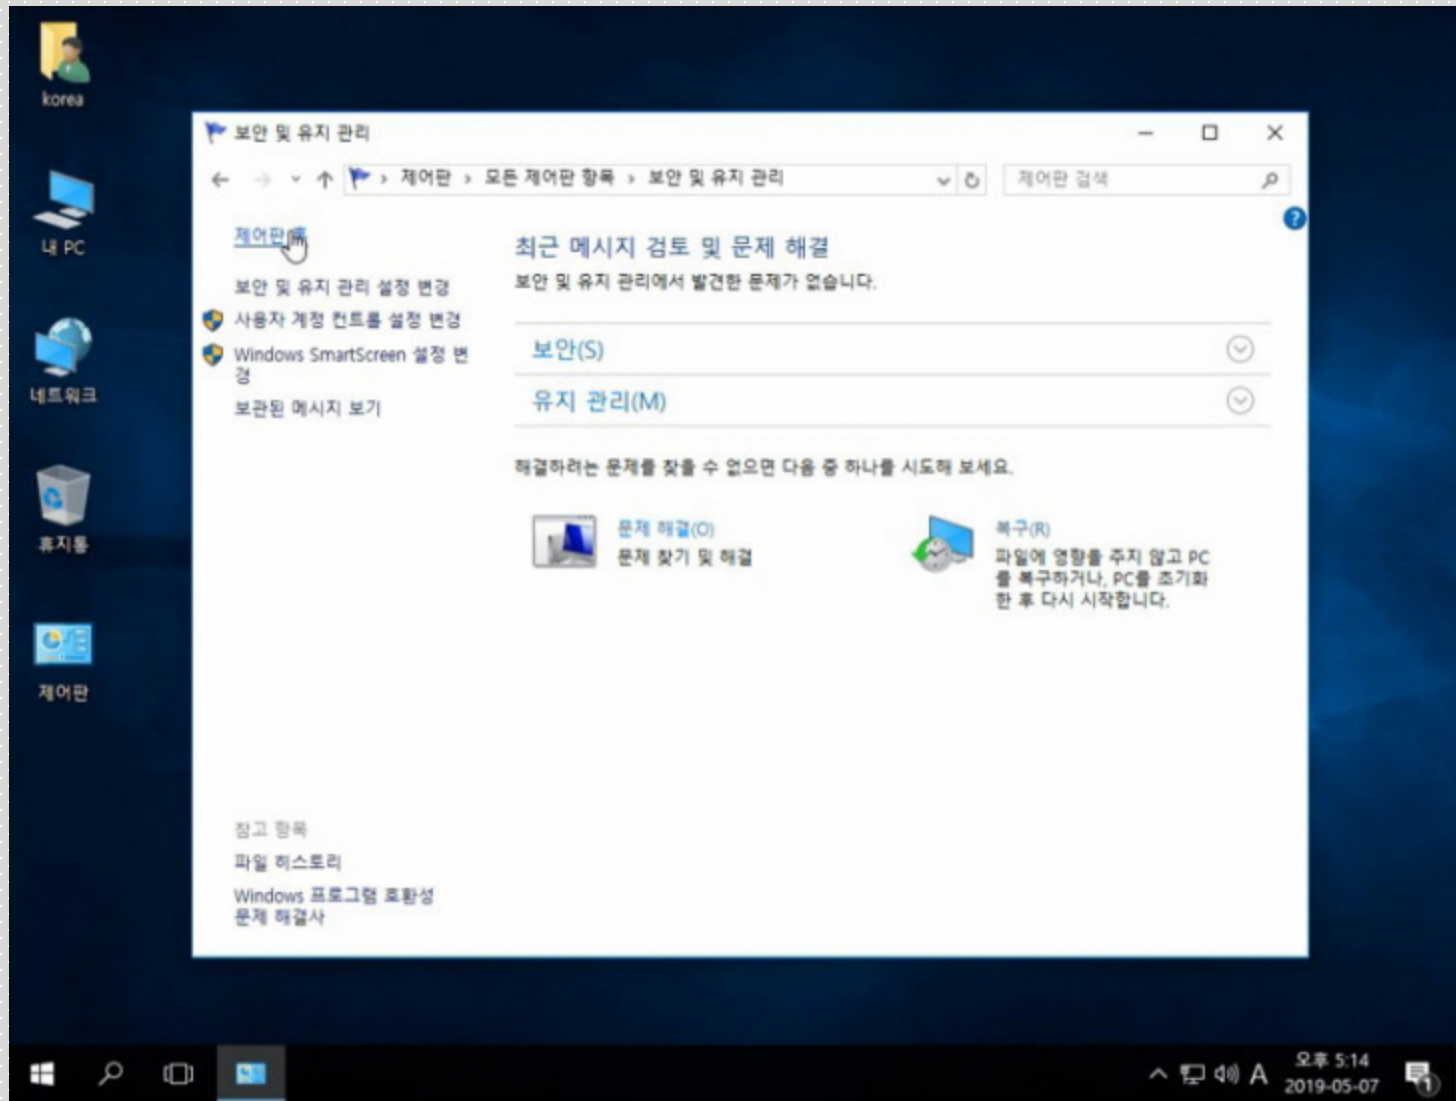 korea
내 PC
네트워크
휴지통
제어판
보안 및 유지 관리
제어판 › 모든 제어판 항목 › 보안 및 유지 관리
제어판 검색
제어판
보안 및 유지 관리 설정 변경
사용자 계정 컨트롤 설정 변경
Windows SmartScreen 설정 변
경
보관된 메시지 보기
참고 항목
파일 히스토리
Windows 프로그램 호환성
문제 해결사
?
최근 메시지 검토 및 문제 해결
보안 및 유지 관리에서 발견한 문제가 없습니다.
보안(S)
유지 관리(M)
해결하려는 문제를 찾을 수 없으면 다음 중 하나를 시도해 보세요.
문제 해결(O)
문제 찾기 및 해결
복구(R)
파일에 영향을 주지 않고 PC
를 복구하거나, PC를 초기화
한 후 다시 시작합니다.
A
오후 5:14
2019-05-07
1